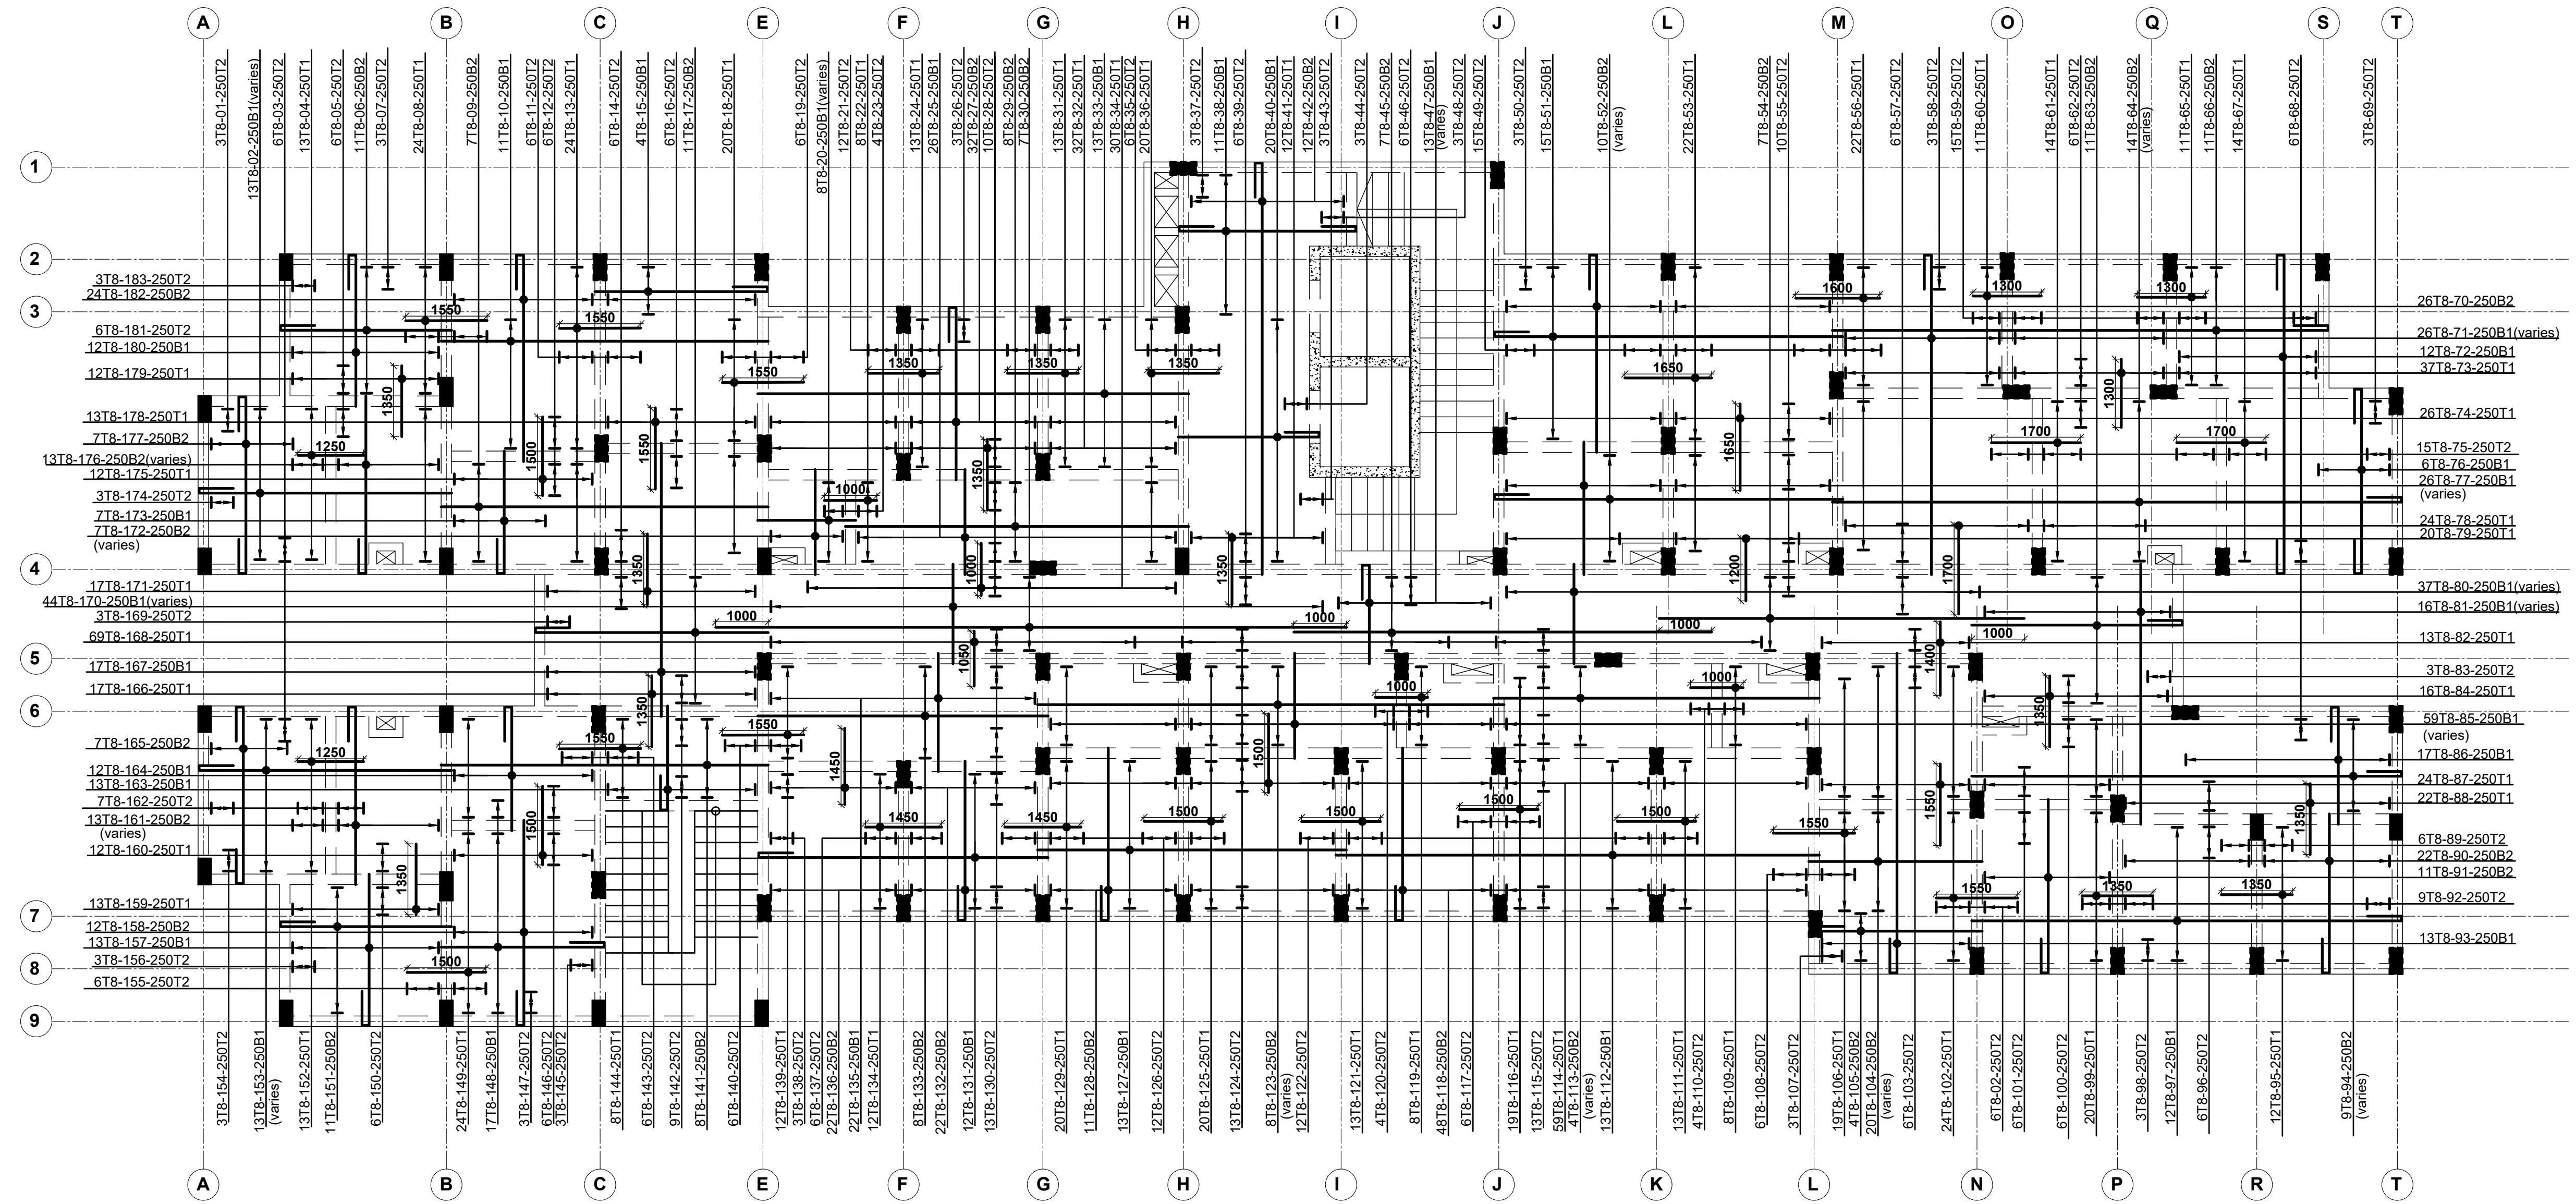 A B C E F G H I J L M O Q S T
3T8-01-250T2
13T8-02-250B1(varies)
6T8-03-250T2
13T8-04-250T1
6T8-05-250T2
11T8-06-250B2
3T8-07-250T2
24T8-08-250T1
7T8-09-250B2
11T8-10-250B1
6T8-11-250T2
6T8-12-250T2
24T8-13-250T1
6T8-14-250T2
4T8-15-250B1
6T8-16-250T2
11T8-17-250B2
20T8-18-250T1
6T8-19-250T2
8T8-20-250B1(varies)
12T8-21-250T2
8T8-22-250T1
4T8-23-250T2
13T8-24-250T1
26T8-25-250B1
3T8-26-250T2
32T8-27-250B2
10T8-28-250T2
8T8-29-250B2
7T8-30-250B2
13T8-31-250T1
32T8-32-250T1
13T8-33-250B1
30T8-34-250T1
6T8-35-250T2
20T8-36-250T1
3T8-37-250T2
11T8-38-250B1
6T8-39-250T2
20T8-40-250B1
12T8-41-250T1
12T8-42-250B2
3T8-43-250T2
3T8-44-250T2
7T8-45-250B2
6T8-46-250T2
13T8-47-250B1
(varies)
3T8-48-250T2
15T8-49-250T2
3T8-50-250T2
15T8-51-250B1
10T8-52-250B2
(varies)
22T8-53-250T1
7T8-54-250B2
10T8-55-250T2
22T8-56-250T1
6T8-57-250T2
3T8-58-250T2
15T8-59-250T2
11T8-60-250T1
14T8-61-250T1
6T8-62-250T2
11T8-63-250B2
14T8-64-250B2
(varies)
11T8-65-250T1
11T8-66-250B2
14T8-67-250T1
6T8-68-250T2
3T8-69-250T2
1
2
3
4
5
6
7
8
9
3T8-183-250T2
24T8-182-250B2
6T8-181-250T2
12T8-180-250B1
12T8-179-250T1
13T8-178-250T1
7T8-177-250B2
13T8-176-250B2(varies)
12T8-175-250T1
3T8-174-250T2
7T8-173-250B1
7T8-172-250B2
(varies)
17T8-171-250T1
44T8-170-250B1(varies)
3T8-169-250T2
69T8-168-250T1
17T8-167-250B1
17T8-166-250T1
7T8-165-250B2
12T8-164-250B1
13T8-163-250B1
7T8-162-250T2
13T8-161-250B2
(varies)
12T8-160-250T1
13T8-159-250T1
12T8-158-250B2
13T8-157-250B1
3T8-156-250T2
6T8-155-250T2
1550
1550
1550
1350
1350
1350
1650
1600
1300
1300
1350
1250
1500
1550
1000
1350
1650
1300
1700
1700
1350
1000
1350
1200
1700
1000
1000
1000
1000
1050
1400
1350
1350
1000
1000
1250
1550
1550
1450
1500
1550
1350
1500
1350
1450
1450
1500
1500
1500
1500
1550
1550
1350
1350
1500
26T8-70-250B2
26T8-71-250B1(varies)
12T8-72-250B1
37T8-73-250T1
26T8-74-250T1
15T8-75-250T2
6T8-76-250B1
26T8-77-250B1
(varies)
24T8-78-250T1
20T8-79-250T1
37T8-80-250B1(varies)
16T8-81-250B1(varies)
13T8-82-250T1
3T8-83-250T2
16T8-84-250T1
59T8-85-250B1
(varies)
17T8-86-250B1
24T8-87-250T1
22T8-88-250T1
6T8-89-250T2
22T8-90-250B2
11T8-91-250B2
9T8-92-250T2
13T8-93-250B1
3T8-154-250T2
13T8-153-250B1
(varies)
13T8-152-250T1
11T8-151-250B2
6T8-150-250T2
24T8-149-250T1
17T8-148-250B1
3T8-147-250T2
6T8-146-250T2
3T8-145-250T2
8T8-144-250T1
6T8-143-250T2
9T8-142-250T2
8T8-141-250B2
6T8-140-250T2
12T8-139-250T1
3T8-138-250T2
6T8-137-250T2
22T8-136-250B2
22T8-135-250B1
12T8-134-250T1
8T8-133-250B2
22T8-132-250B2
12T8-131-250B1
13T8-130-250T2
20T8-129-250T1
11T8-128-250B2
13T8-127-250B1
12T8-126-250T2
20T8-125-250T1
13T8-124-250T2
8T8-123-250B2
(varies)
12T8-122-250T2
13T8-121-250T1
4T8-120-250T2
8T8-119-250T1
48T8-118-250B2
6T8-117-250T2
19T8-116-250T1
13T8-115-250T2
59T8-114-250T1
4T8-113-250B2
(varies)
13T8-112-250B1
13T8-111-250T1
4T8-110-250T2
8T8-109-250T1
6T8-108-250T2
3T8-107-250T2
19T8-106-250T1
4T8-105-250B2
20T8-104-250B2
(varies)
6T8-103-250T2
24T8-102-250T1
6T8-02-250T2
6T8-101-250T2
6T8-100-250T2
20T8-99-250T1
3T8-98-250T2
12T8-97-250B1
6T8-96-250T2
12T8-95-250T1
9T8-94-250B2
(varies)
A B C E F G H I J K L N P R T